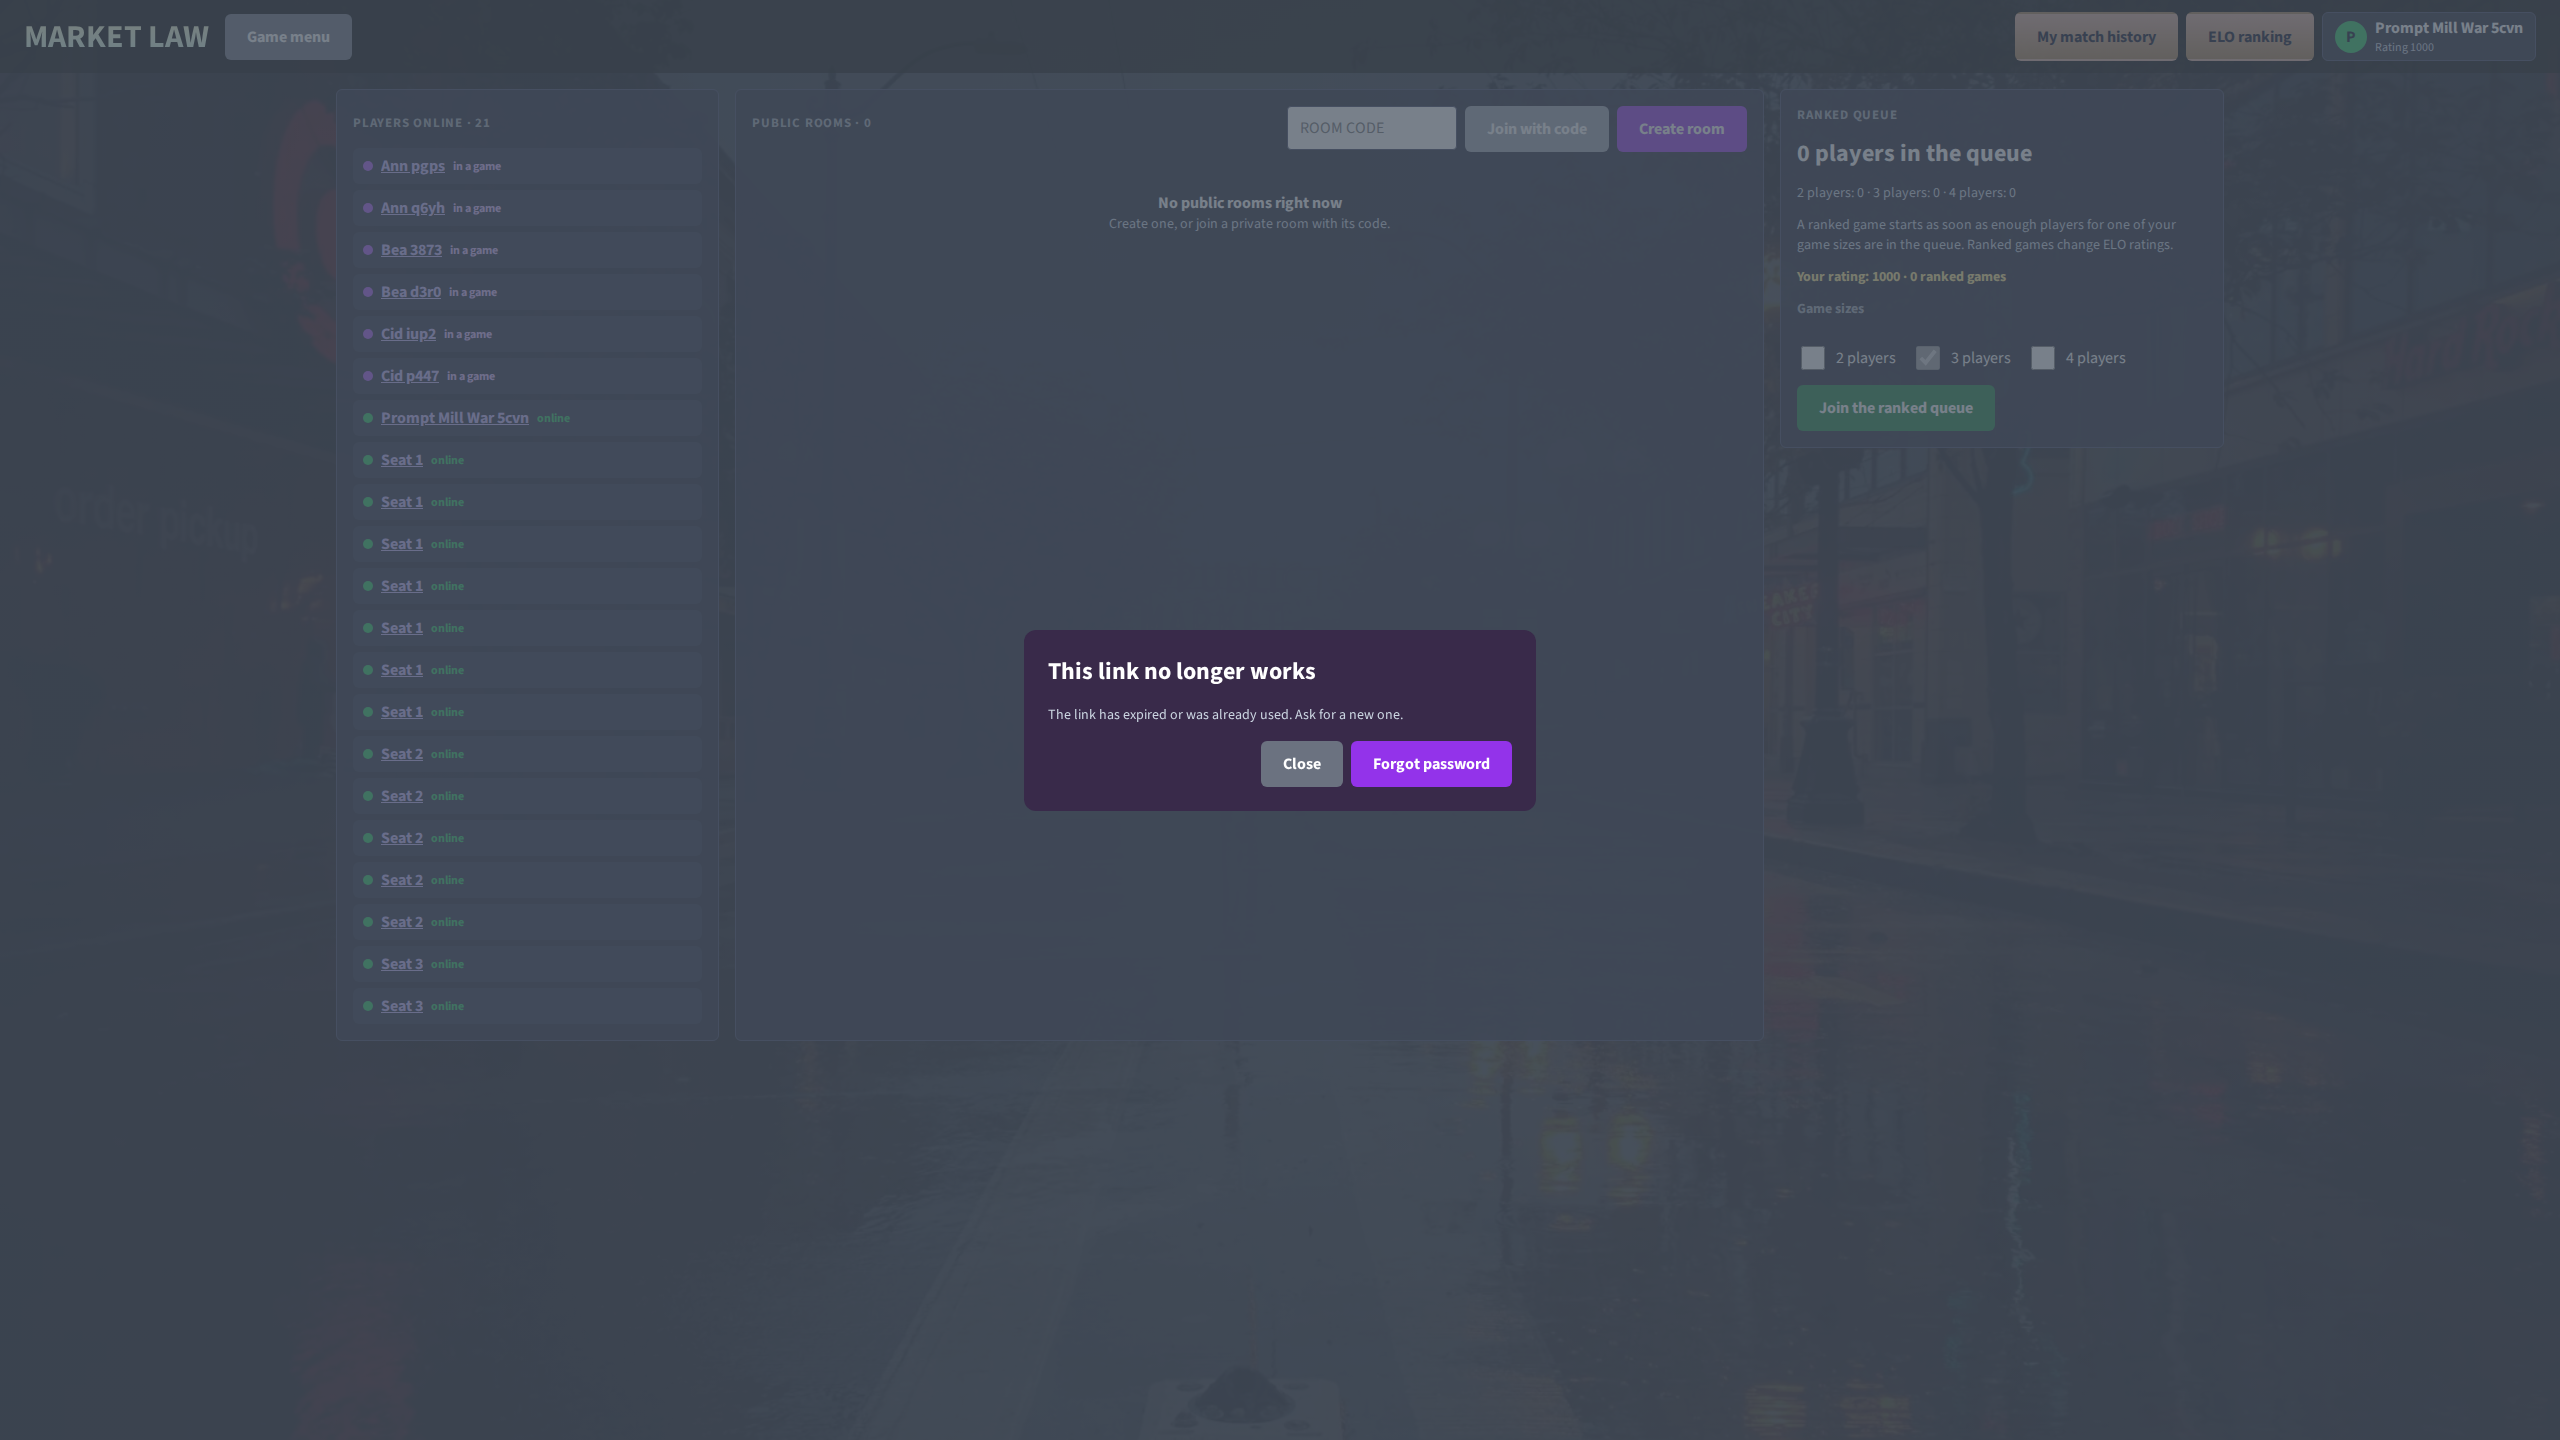 MARKET LAW
Game menu
My match history
ELO ranking
P
Prompt Mill War 5cvn
Rating 1000
PLAYERS ONLINE · 21
Ann pgps in a game
Ann q6yh in a game
Bea 3873 in a game
Bea d3r0 in a game
Cid iup2 in a game
Cid p447 in a game
Prompt Mill War 5cvn online
Seat 1 online
Seat 1 online
Seat 1 online
Seat 1 online
Seat 1 online
Seat 1 online
Seat 1 online
Seat 2 online
Seat 2 online
Seat 2 online
Seat 2 online
Seat 2 online
Seat 3 online
Seat 3 online
PUBLIC ROOMS · 0
ROOM CODE
Join with code
Create room
No public rooms right now
Create one, or join a private room with its code.
RANKED QUEUE
0 players in the queue
2 players: 0 · 3 players: 0 · 4 players: 0
A ranked game starts as soon as enough players for one of your
game sizes are in the queue. Ranked games change ELO ratings.
Your rating: 1000 · 0 ranked games
Game sizes
2 players
3 players
4 players
Join the ranked queue
This link no longer works
The link has expired or was already used. Ask for a new one.
Close
Forgot password
order pickup
CITY